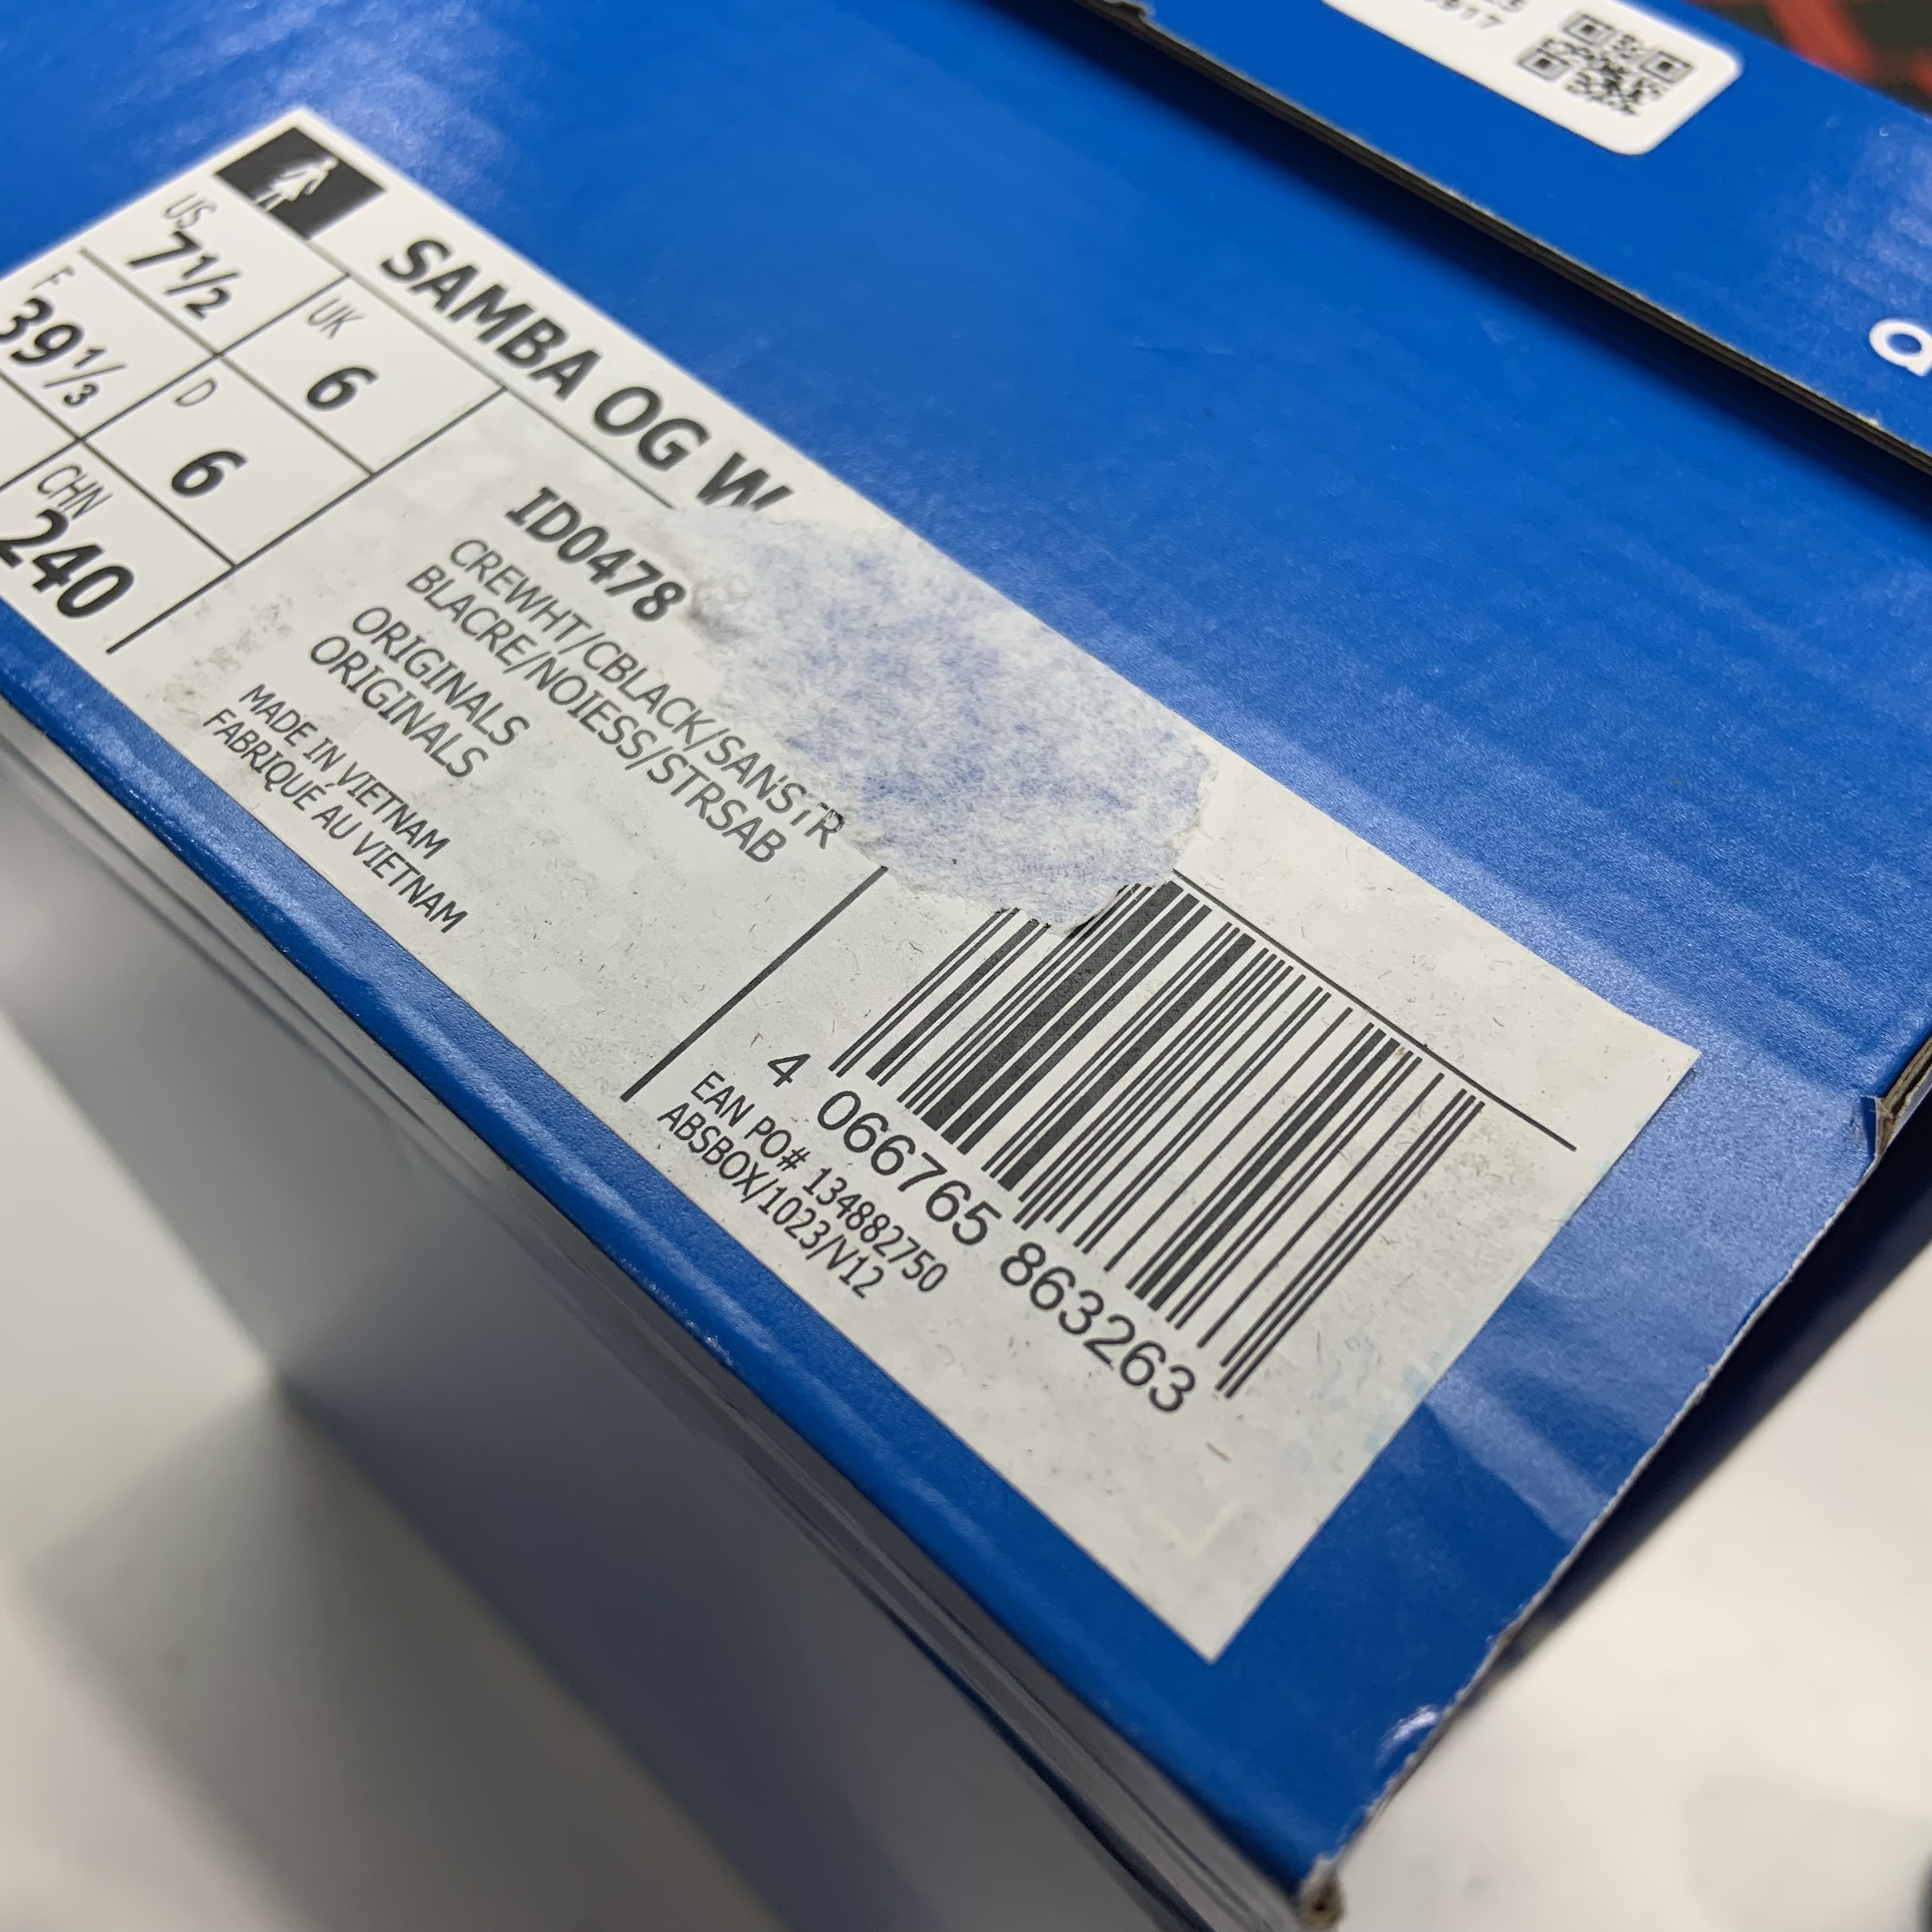 SAMBA OG W
US
7½
UK
6
F
39⅓
D
6
CHN
240
ID0478
CREWHT/CBLACK/SANSTR
BLACRE/NOIESS/STRSAB
ORIGINALS
ORIGINALS
MADE IN VIETNAM
FABRIQUÉ AU VIETNAM
4 066765 863263
EAN PO# 134882750
ABSBOX/1023/V12